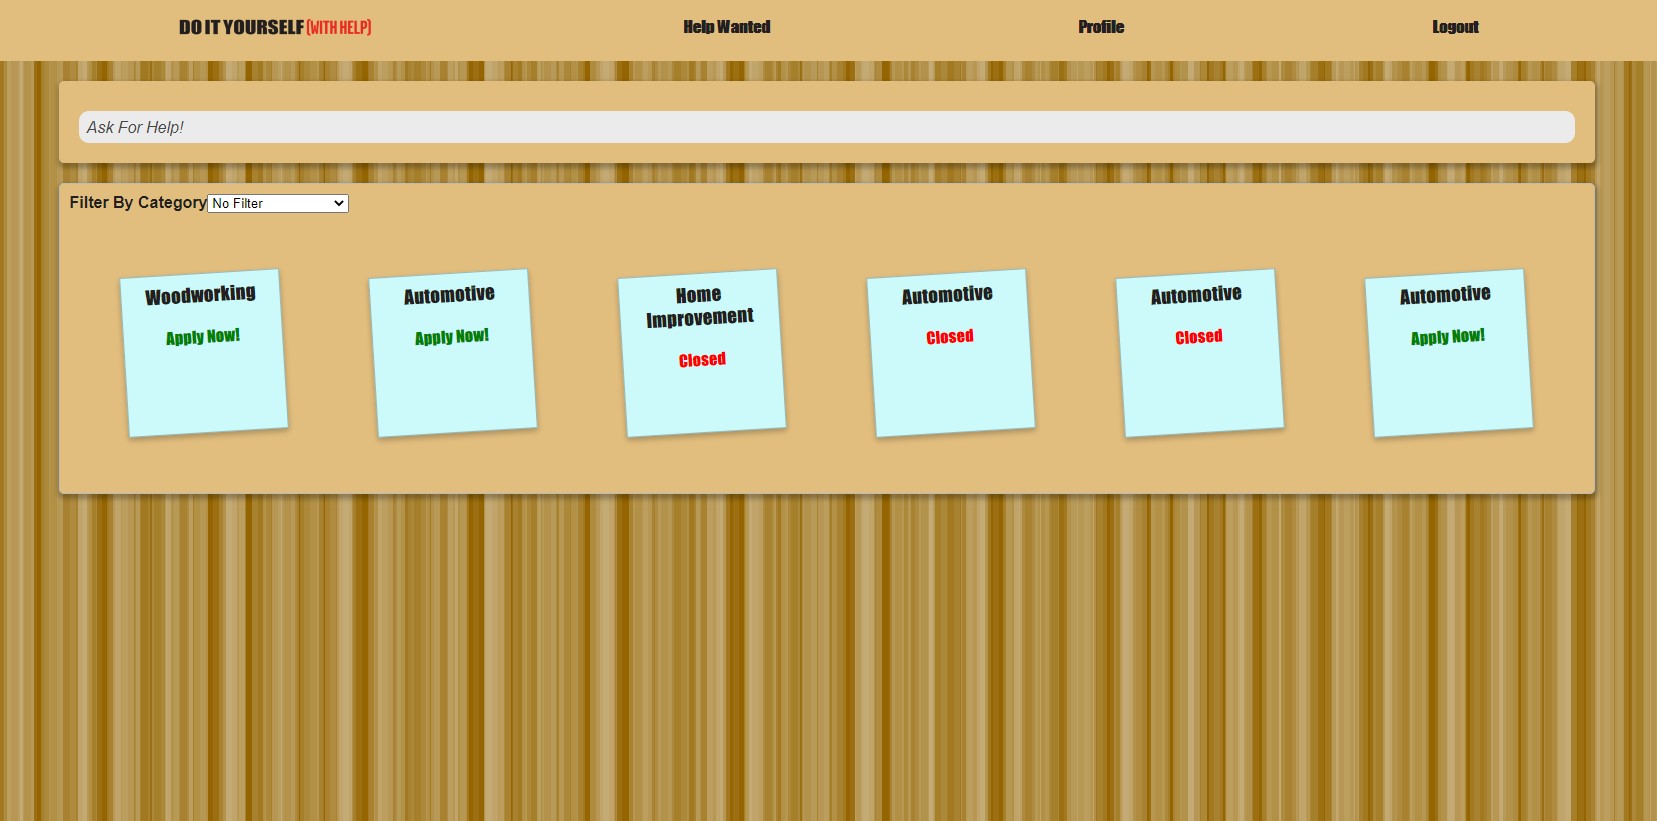 DO IT YOURSELF (WITH HELP) Help Wanted Profile Logout
Ask For Help!
Filter By Category No Filter
Woodworking
Apply Now!
Automotive
Apply Now!
Home
Improvement
Closed
Automotive
Closed
Automotive
Closed
Automotive
Apply Now!